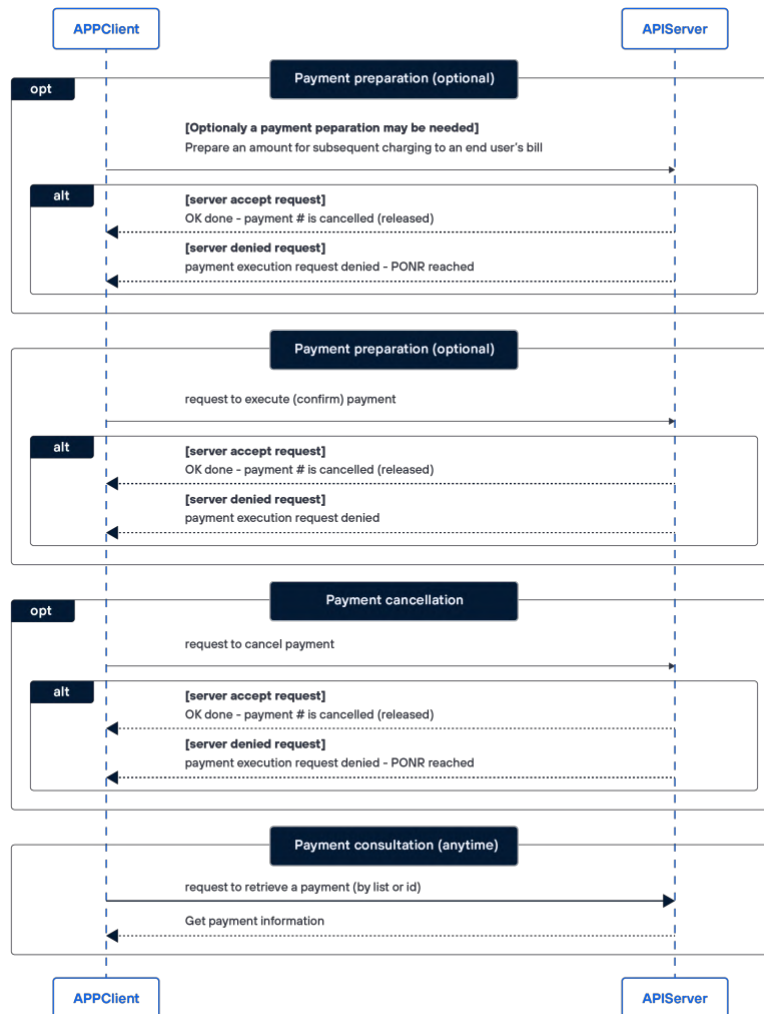 APPClient
APIServer
Payment preparation (optional)
opt
[Optionaly a payment peparation may be needed]
Prepare an amount for subsequent charging to an end user's bill
alt
[server accept request]
OK done - payment # is cancelled (released)
[server denied request]
payment execution request denied - PONR reached
Payment preparation (optional)
request to execute (confirm) payment
alt
[server accept request]
OK done - payment # is cancelled (released)
[server denied request]
payment execution request denied
Payment cancellation
opt
request to cancel payment
alt
[server accept request]
OK done - payment # is cancelled (released)
[server denied request]
payment execution request denied - PONR reached
Payment consultation (anytime)
request to retrieve a payment (by list or id)
Get payment information
APPClient
APIServer